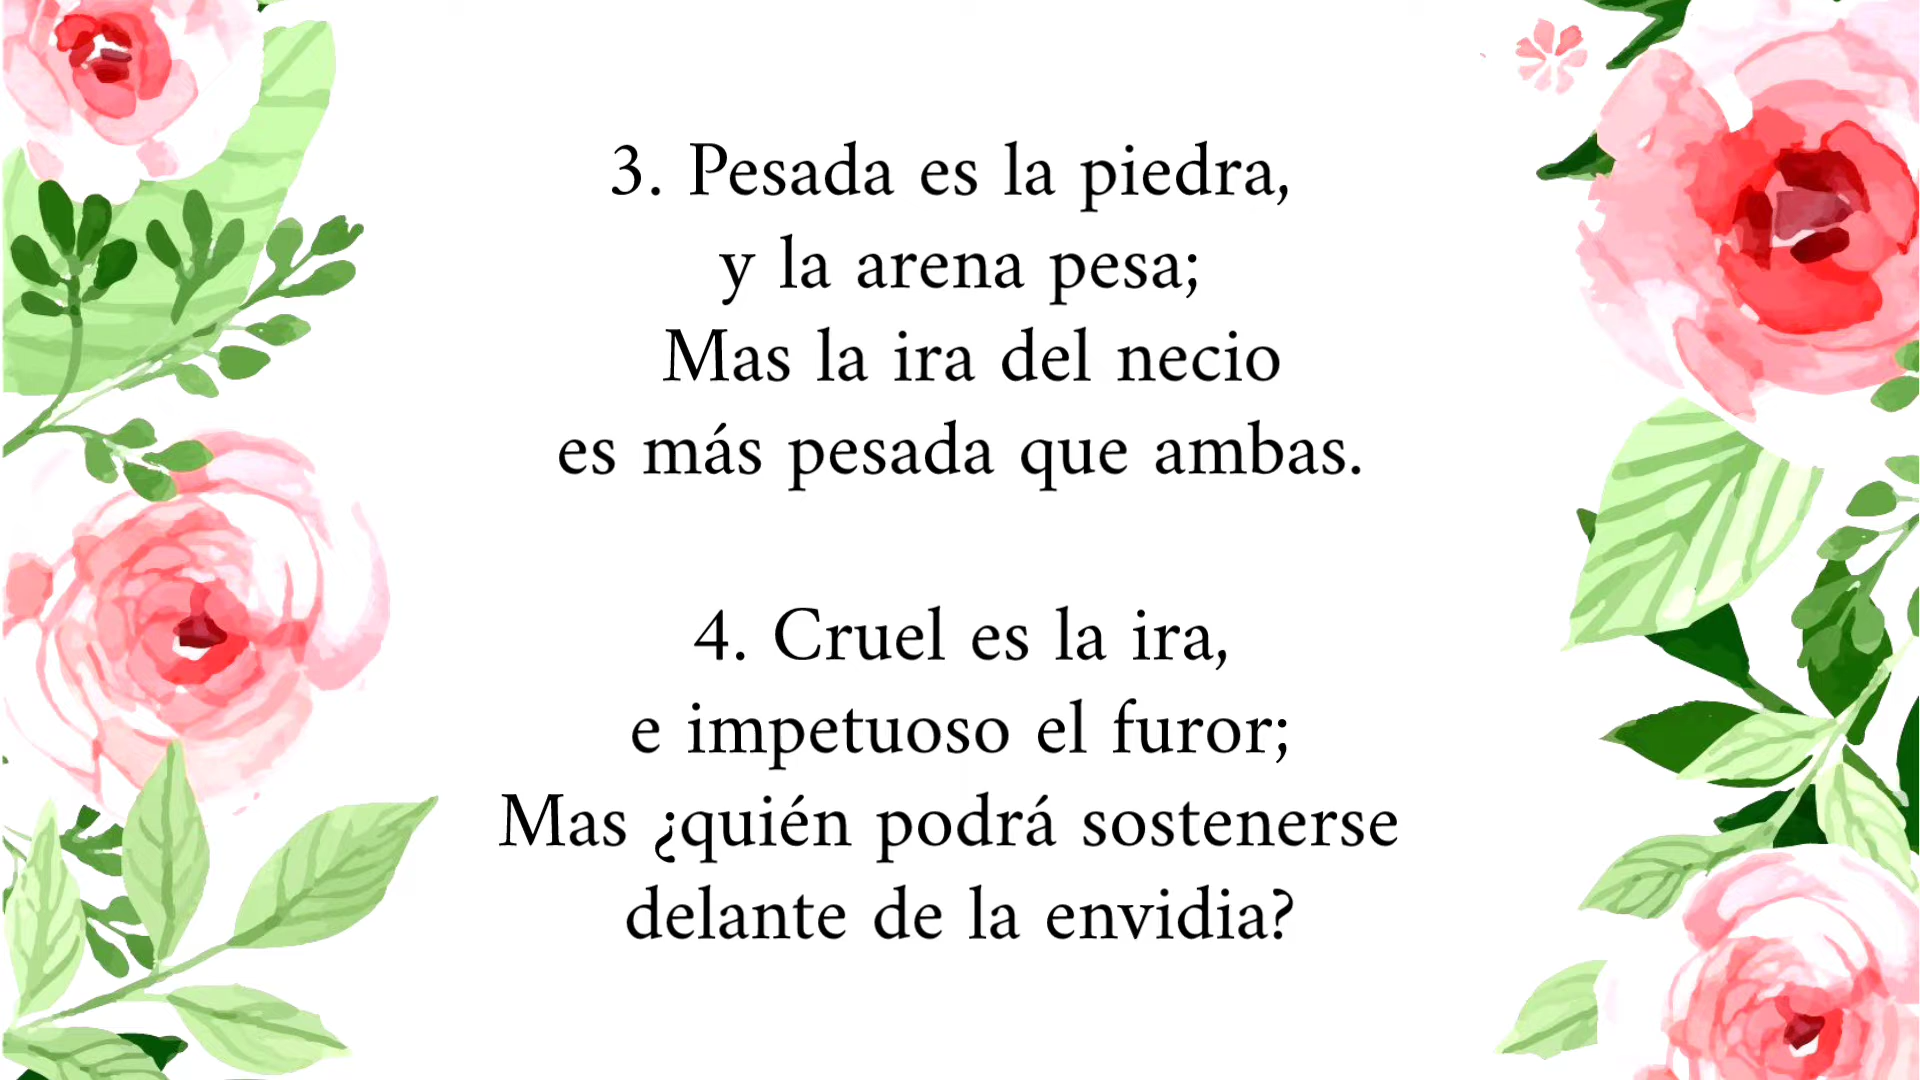 3. Pesada es la piedra,
y la arena pesa;
Mas la ira del necio
es más pesada que ambas.
4. Cruel es la ira,
e impetuoso el furor;
Mas ¿quién podrá sostenerse
delante de la envidia?